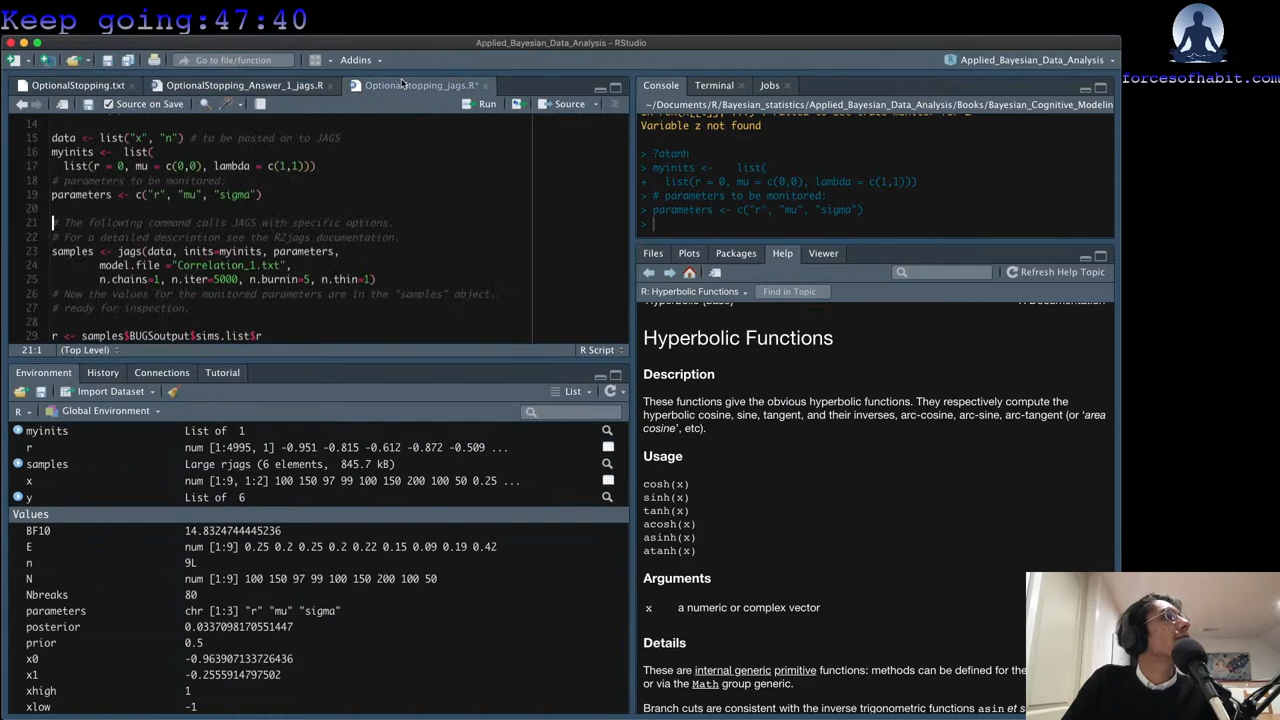 Keep going:47:40
forcesofhabit.com
Applied_Bayesian_Data_Analysis - RStudio
Go to file/function
Addins
Applied_Bayesian_Data_Analysis
OptionalStopping.txt
OptionalStopping_Answer_1_jags.R
OptionalStopping_jags.R*
Source on Save
Run
Source
14
15 data <- list("x", "n") # to be passed on to JAGS
16 myinits <- list(
17 list(r = 0, mu = c(0,0), lambda = c(1,1)))
18 # parameters to be monitored:
19 parameters <- c("r", "mu", "sigma")
20
21 # The following command calls JAGS with specific options.
22 # For a detailed description see the R2jags documentation.
23 samples <- jags(data, inits=myinits, parameters,
24 model.file ="Correlation_1.txt",
25 n.chains=1, n.iter=5000, n.burnin=5, n.thin=1)
26 # Now the values for the monitored parameters are in the "samples" object,
27 # ready for inspection.
28
29 r <- samples$BUGSoutput$sims.list$r
21:1
(Top Level)
R Script
Environment
History
Connections
Tutorial
Import Dataset
List
R
Global Environment
myinits List of 1
r num [1:4995, 1] -0.951 -0.815 -0.612 -0.872 -0.509 ...
samples Large rjags (6 elements, 845.7 kB)
x num [1:9, 1:2] 100 150 97 99 100 150 200 100 50 0.25 ...
y List of 6
Values
BF10 14.8324744445236
E num [1:9] 0.25 0.2 0.25 0.2 0.22 0.15 0.09 0.19 0.42
n 9L
N num [1:9] 100 150 97 99 100 150 200 100 50
Nbreaks 80
parameters chr [1:3] "r" "mu" "sigma"
posterior 0.0337098170551447
prior 0.5
x0 -0.963907133726436
x1 -0.2555914797502
xhigh 1
xlow -1
Console
Terminal
Jobs
~/Documents/R/Bayesian_statistics/Applied_Bayesian_Data_Analysis/Books/Bayesian_Cognitive_Modelin
Variable z not found
> ?atanh
> myinits <- list(
+ list(r = 0, mu = c(0,0), lambda = c(1,1)))
> # parameters to be monitored:
> parameters <- c("r", "mu", "sigma")
>
Files
Plots
Packages
Help
Viewer
Refresh Help Topic
R: Hyperbolic Functions
Find in Topic
Hyperbolic Functions
Description
These functions give the obvious hyperbolic functions. They respectively compute the
hyperbolic cosine, sine, tangent, and their inverses, arc-cosine, arc-sine, arc-tangent (or ‘area
cosine’, etc).
Usage
cosh(x)
sinh(x)
tanh(x)
acosh(x)
asinh(x)
atanh(x)
Arguments
x a numeric or complex vector
Details
These are internal generic primitive functions: methods can be defined for the
or via the Math group generic.
Branch cuts are consistent with the inverse trigonometric functions asin et s